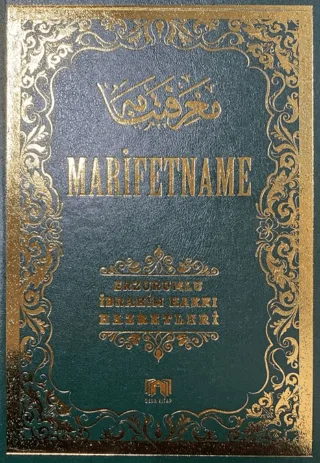 معرفتنامه
MARİFETNAME
ERZURUMLU
İBRAHİM HAKKI
HAZRETLERİ